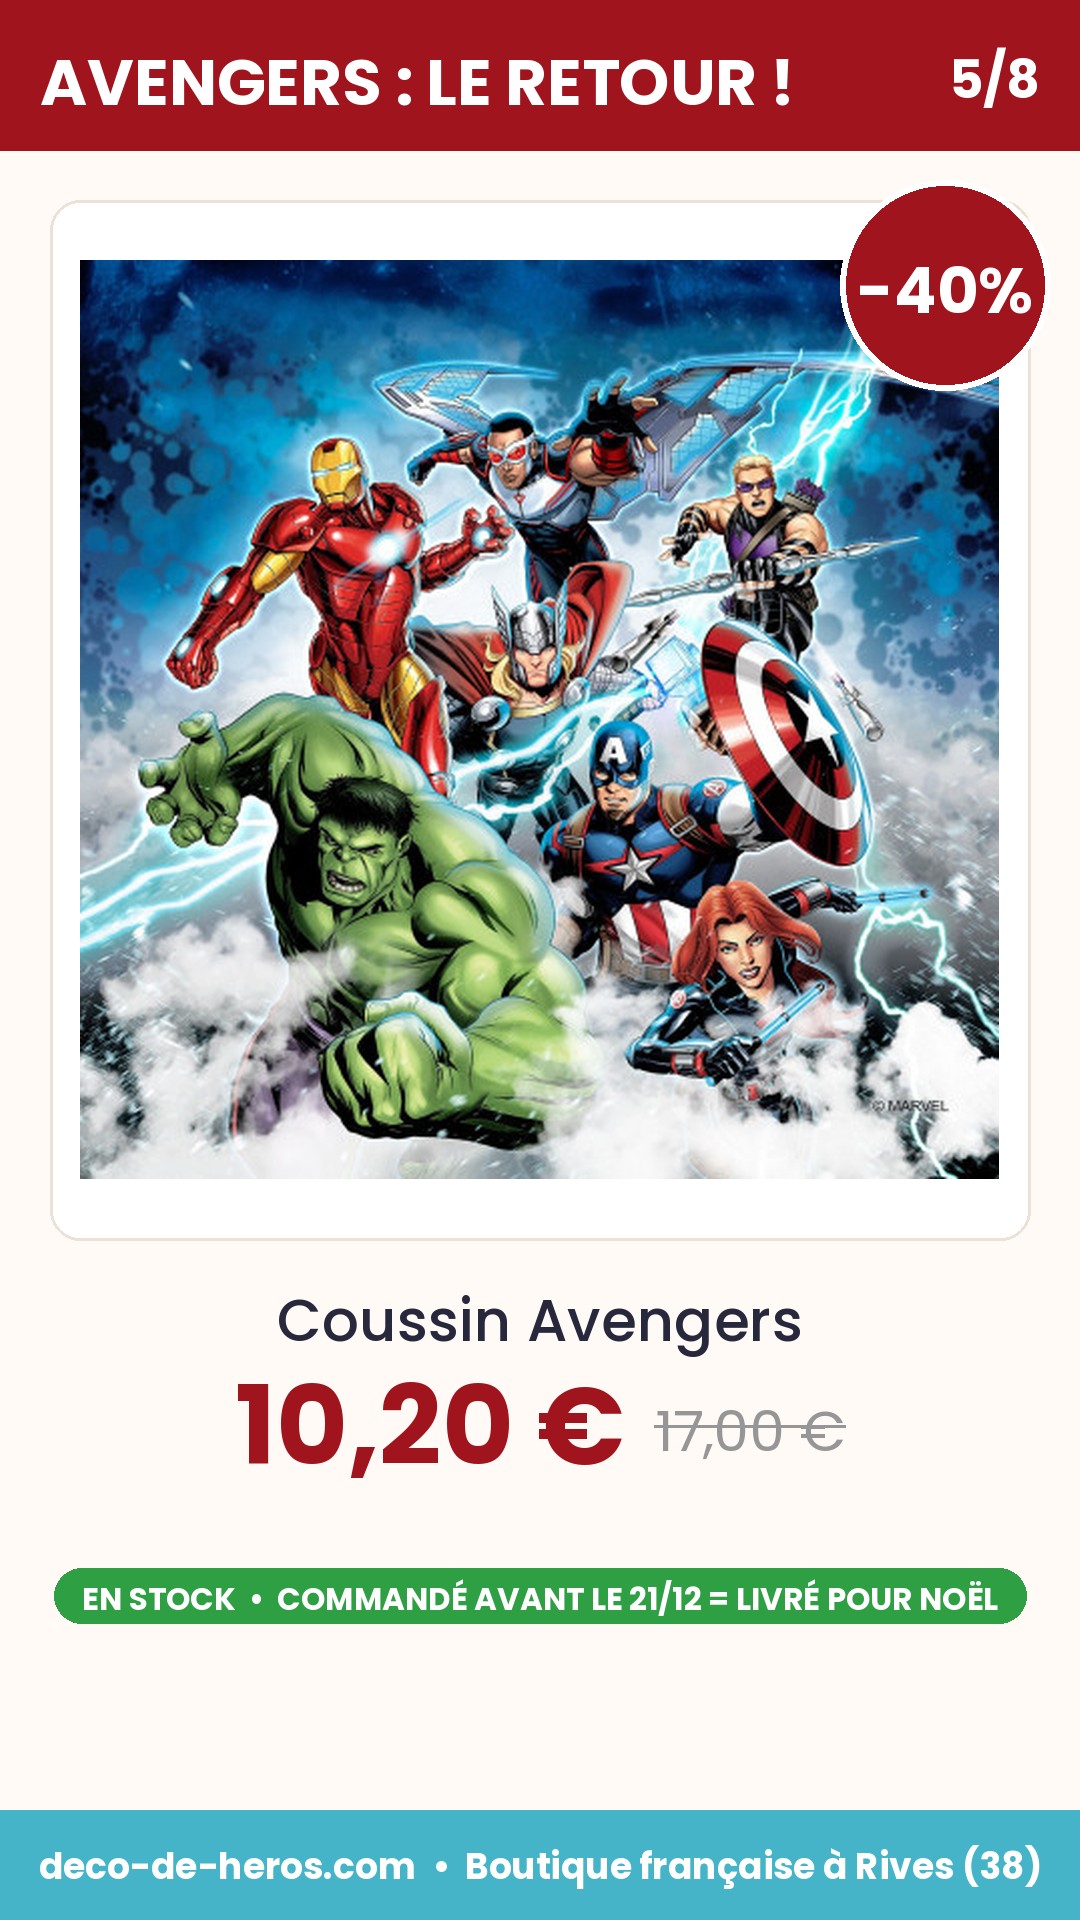 AVENGERS : LE RETOUR !
5/8
-40%
A
© MARVEL
Coussin Avengers
10,20 € 17,00 €
EN STOCK • COMMANDÉ AVANT LE 21/12 = LIVRÉ POUR NOËL
deco-de-heros.com • Boutique française à Rives (38)